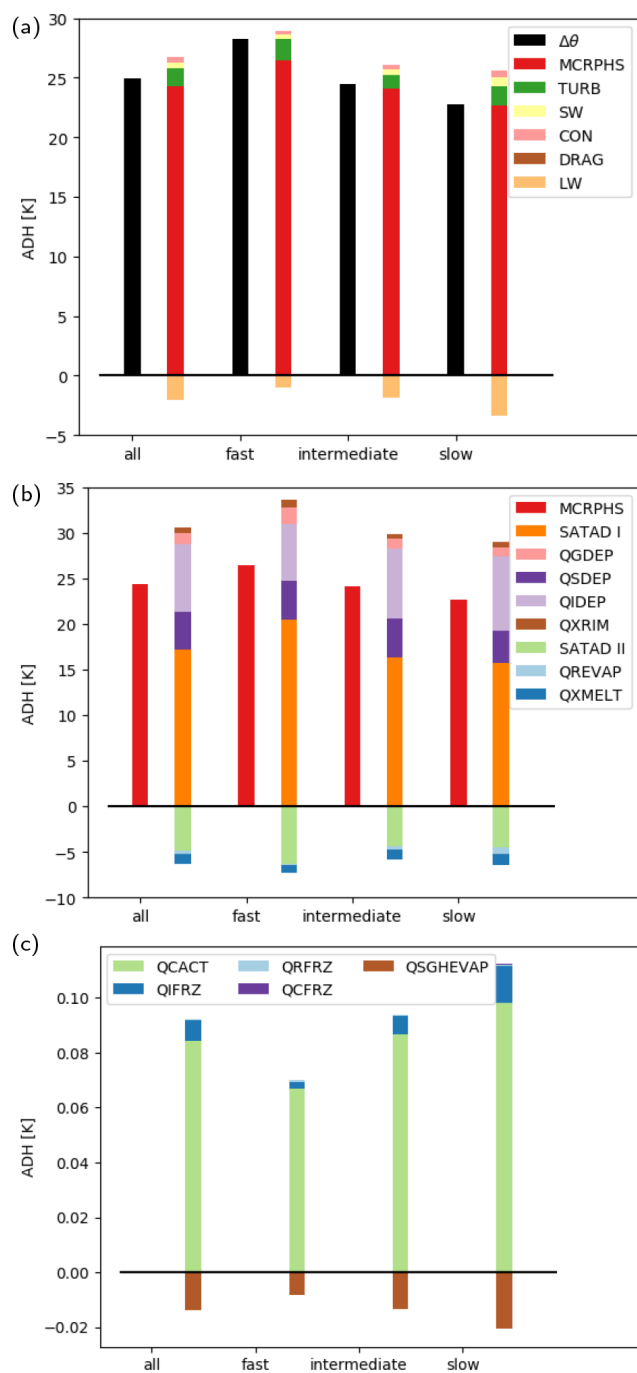 (a)
30
25
20
15
10
5
0
−5
ADH [K]
Δθ
MCRPHS
TURB
SW
CON
DRAG
LW
all fast intermediate slow
(b)
35
30
25
20
15
10
5
0
−5
−10
ADH [K]
MCRPHS
SATAD I
QGDEP
QSDEP
QIDEP
QXRIM
SATAD II
QREVAP
QXMELT
all fast intermediate slow
(c)
QCACT QRFRZ QSGHEVAP
QIFRZ QCFRZ
0.10
0.08
0.06
0.04
0.02
0.00
−0.02
ADH [K]
all fast intermediate slow